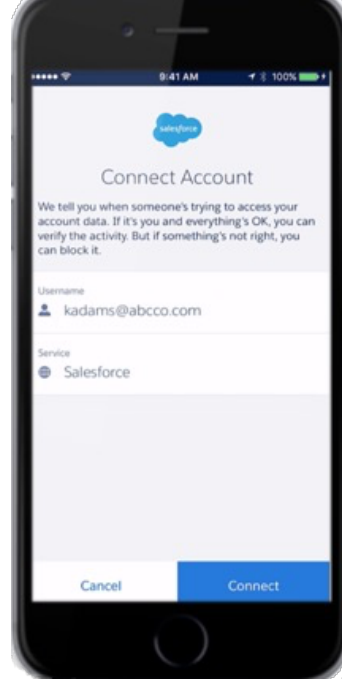 9:41 AM
100%
salesforce
Connect Account
We tell you when someone's trying to access your
account data. If it's you and everything's OK, you can
verify the activity. But if something's not right, you
can block it.
Username
kadams@abcco.com
Service
Salesforce
Cancel
Connect